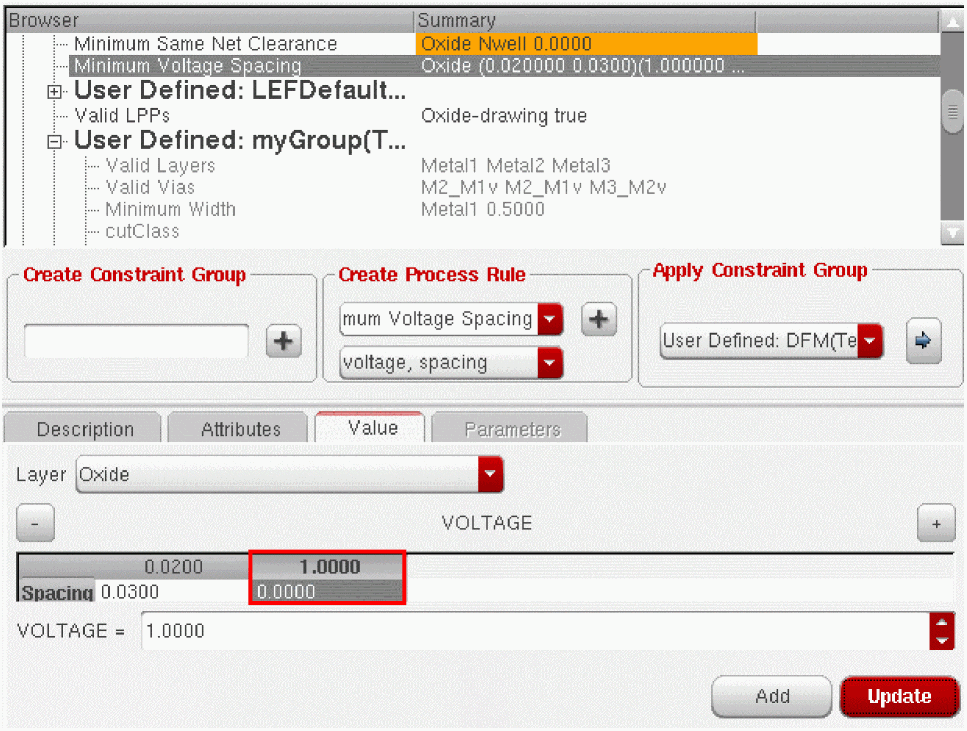 Browser Summary
Minimum Same Net Clearance Oxide Nwell 0.0000
Minimum Voltage Spacing Oxide (0.020000 0.0300)(1.000000 ...
User Defined: LEFDefault...
Valid LPPs Oxide-drawing true
User Defined: myGroup(T...
Valid Layers Metal1 Metal2 Metal3
Valid Vias M2_M1v M2_M1v M3_M2v
Minimum Width Metal1 0.5000
cutClass
Create Constraint Group Create Process Rule Apply Constraint Group
mum Voltage Spacing +
+ User Defined: DFM(Te
voltage, spacing
Description Attributes Value Parameters
Layer Oxide
- VOLTAGE +
0.0200 1.0000
Spacing 0.0300 0.0000
VOLTAGE = 1.0000
Add Update